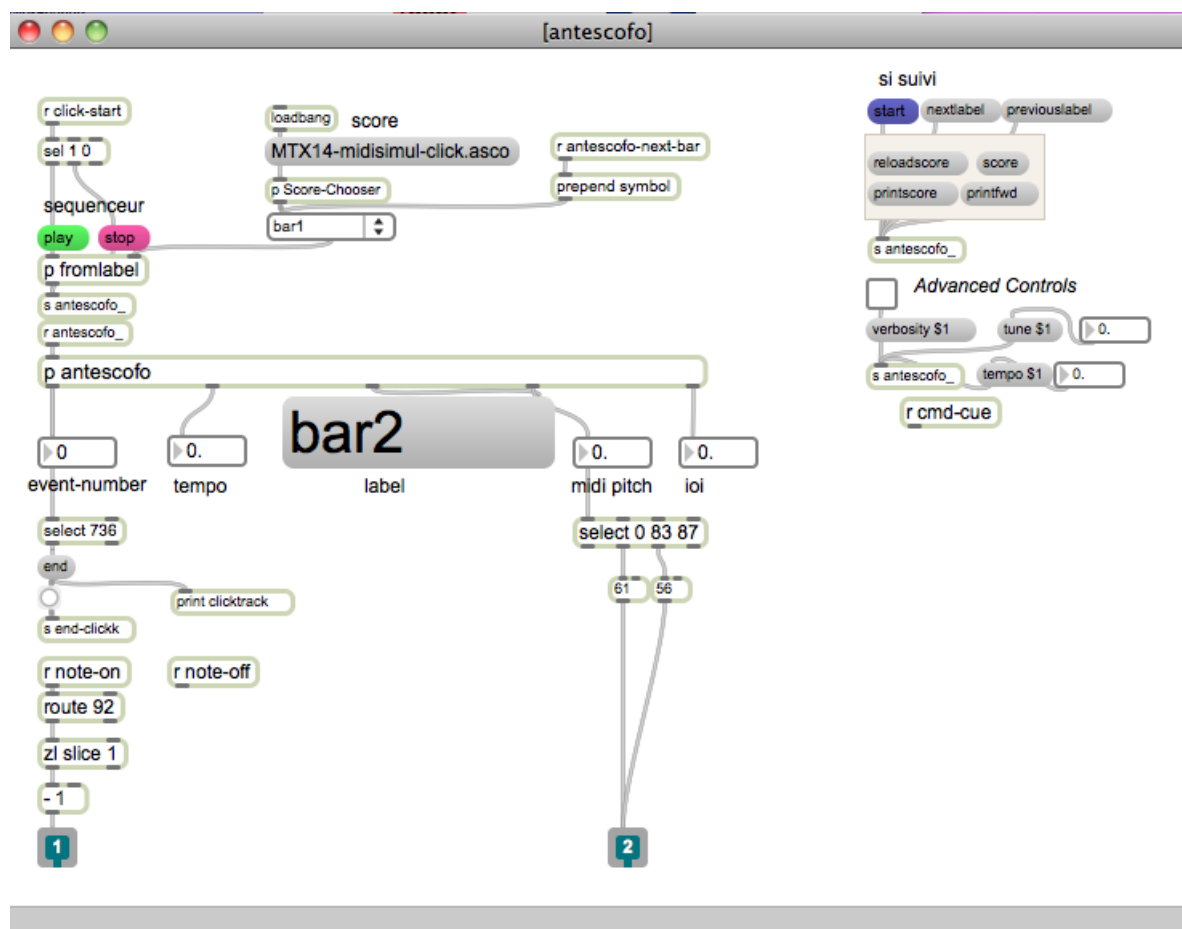 [antescofo]
si suivi
r click-start
loadbang
score
start
nextlabel
previouslabel
sel 1 0
MTX14-midisimul-click.asco
r antescofo-next-bar
reloadscore
score
p Score-Chooser
prepend symbol
printscore
printfwd
sequenceur
bar1
play
stop
s antescofo_
p fromlabel
Advanced Controls
s antescofo_
r antescofo_
verbosity $1
tune $1
0.
p antescofo
s antescofo_
tempo $1
0.
r cmd-cue
bar2
0
0.
0.
0.
event-number
tempo
label
midi pitch
ioi
select 736
select 0 83 87
end
61
56
print clicktrack
s end-clickk
r note-on
r note-off
route 92
zl slice 1
- 1
1
2